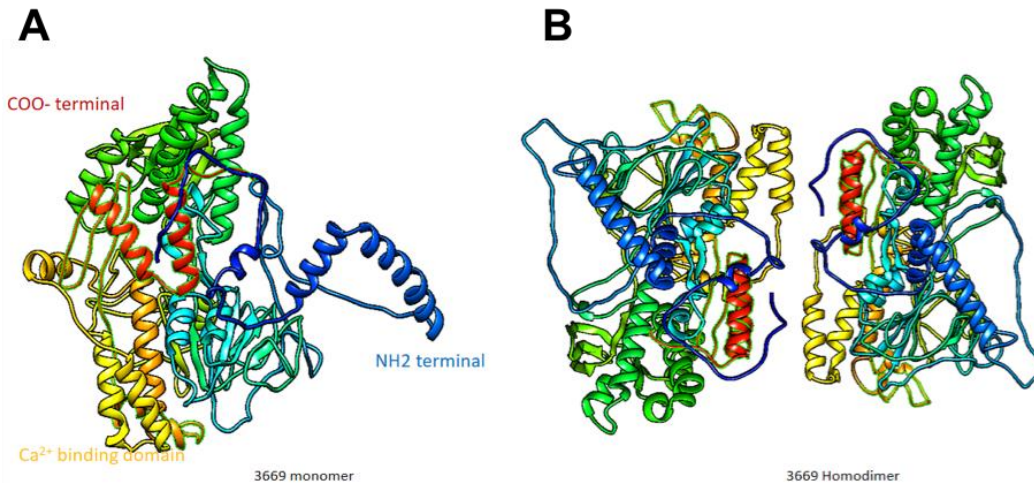 A
B
COO- terminal
NH2 terminal
Ca²⁺ binding domain
3669 monomer
3669 Homodimer